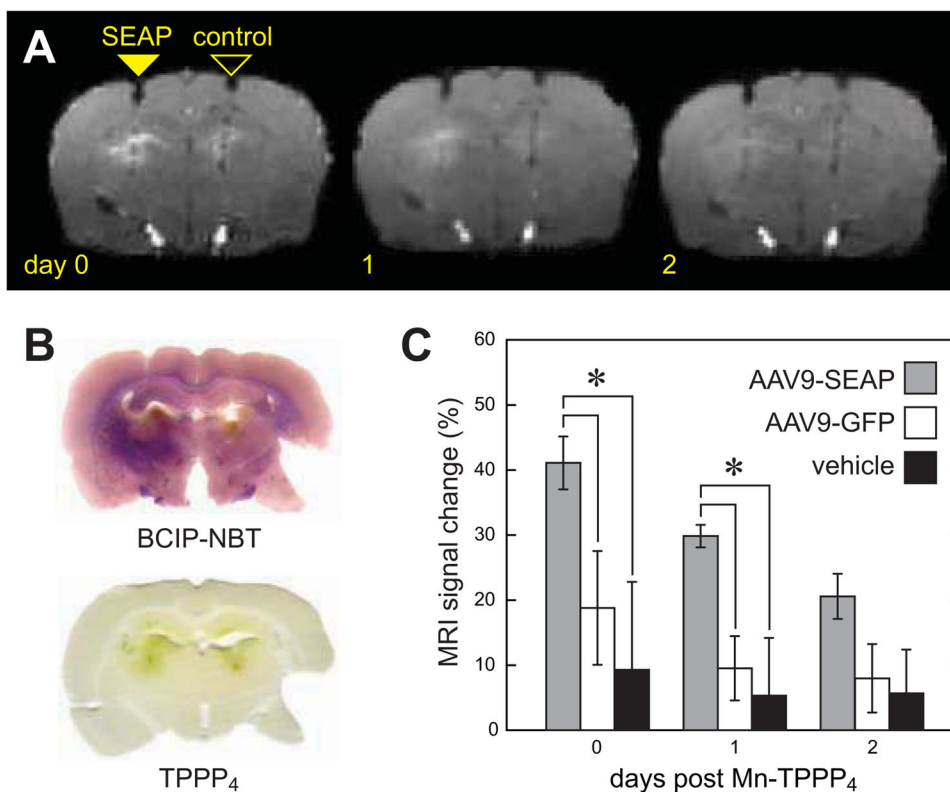 A
SEAP
control
day 0
1
2
B
BCIP-NBT
TPPP4
C
60
50
40
30
20
10
0
MRI signal change (%)
*
*
AAV9-SEAP
AAV9-GFP
vehicle
0
1
2
days post Mn-TPPP4